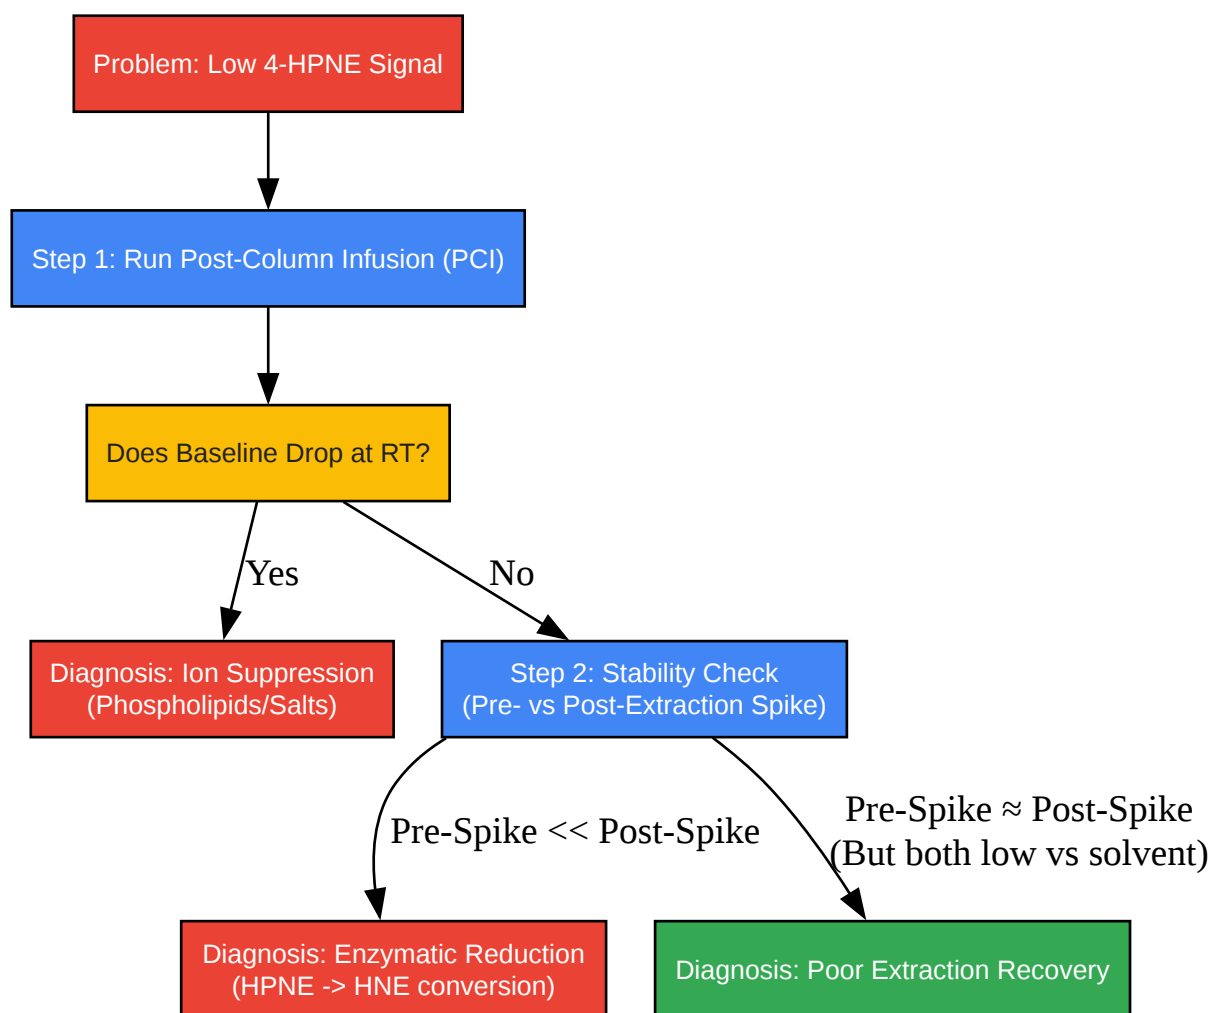 Problem: Low 4-HPNE Signal
Step 1: Run Post-Column Infusion (PCI)
Does Baseline Drop at RT?
Yes
No
Diagnosis: Ion Suppression
(Phospholipids/Salts)
Step 2: Stability Check
(Pre- vs Post-Extraction Spike)
Pre-Spike << Post-Spike
Pre-Spike ≈ Post-Spike
(But both low vs solvent)
Diagnosis: Enzymatic Reduction
(HPNE -> HNE conversion)
Diagnosis: Poor Extraction Recovery